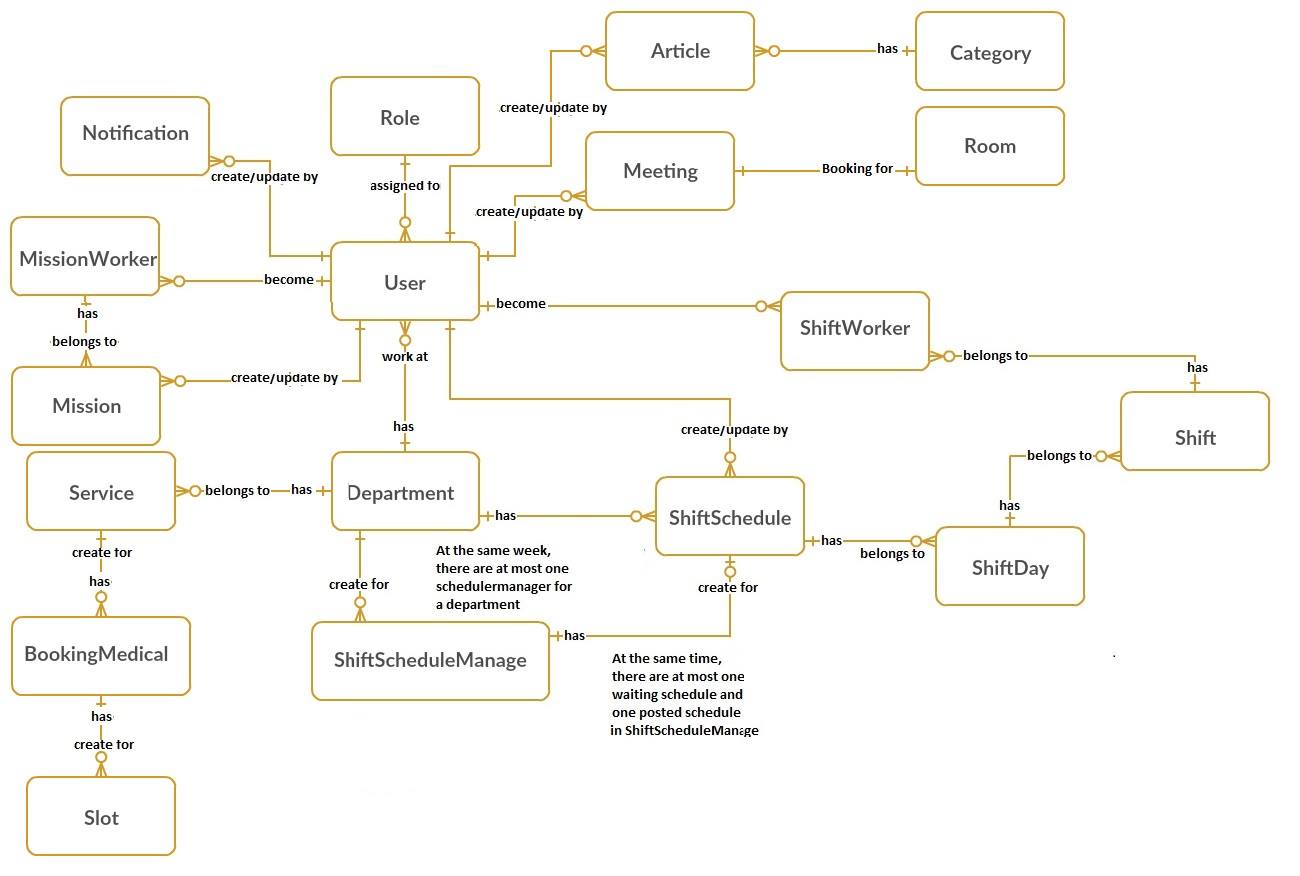 Article
has
Category
create/update by
Role
Notification
Room
Meeting
Booking for
create/update by
assigned to
create/update by
MissionWorker
become
User
become
ShiftWorker
has
belongs to
work at
belongs to
has
create/update by
Mission
has
create/update by
Shift
belongs to
Service
belongs to
has
Department
has
ShiftSchedule
has
belongs to
has
ShiftDay
create for
has
At the same week,
there are at most one
schedulermanager for
a department
create for
create for
BookingMedical
ShiftScheduleManage
has
At the same time,
there are at most one
waiting schedule and
one posted schedule
in ShiftScheduleManage
has
create for
Slot